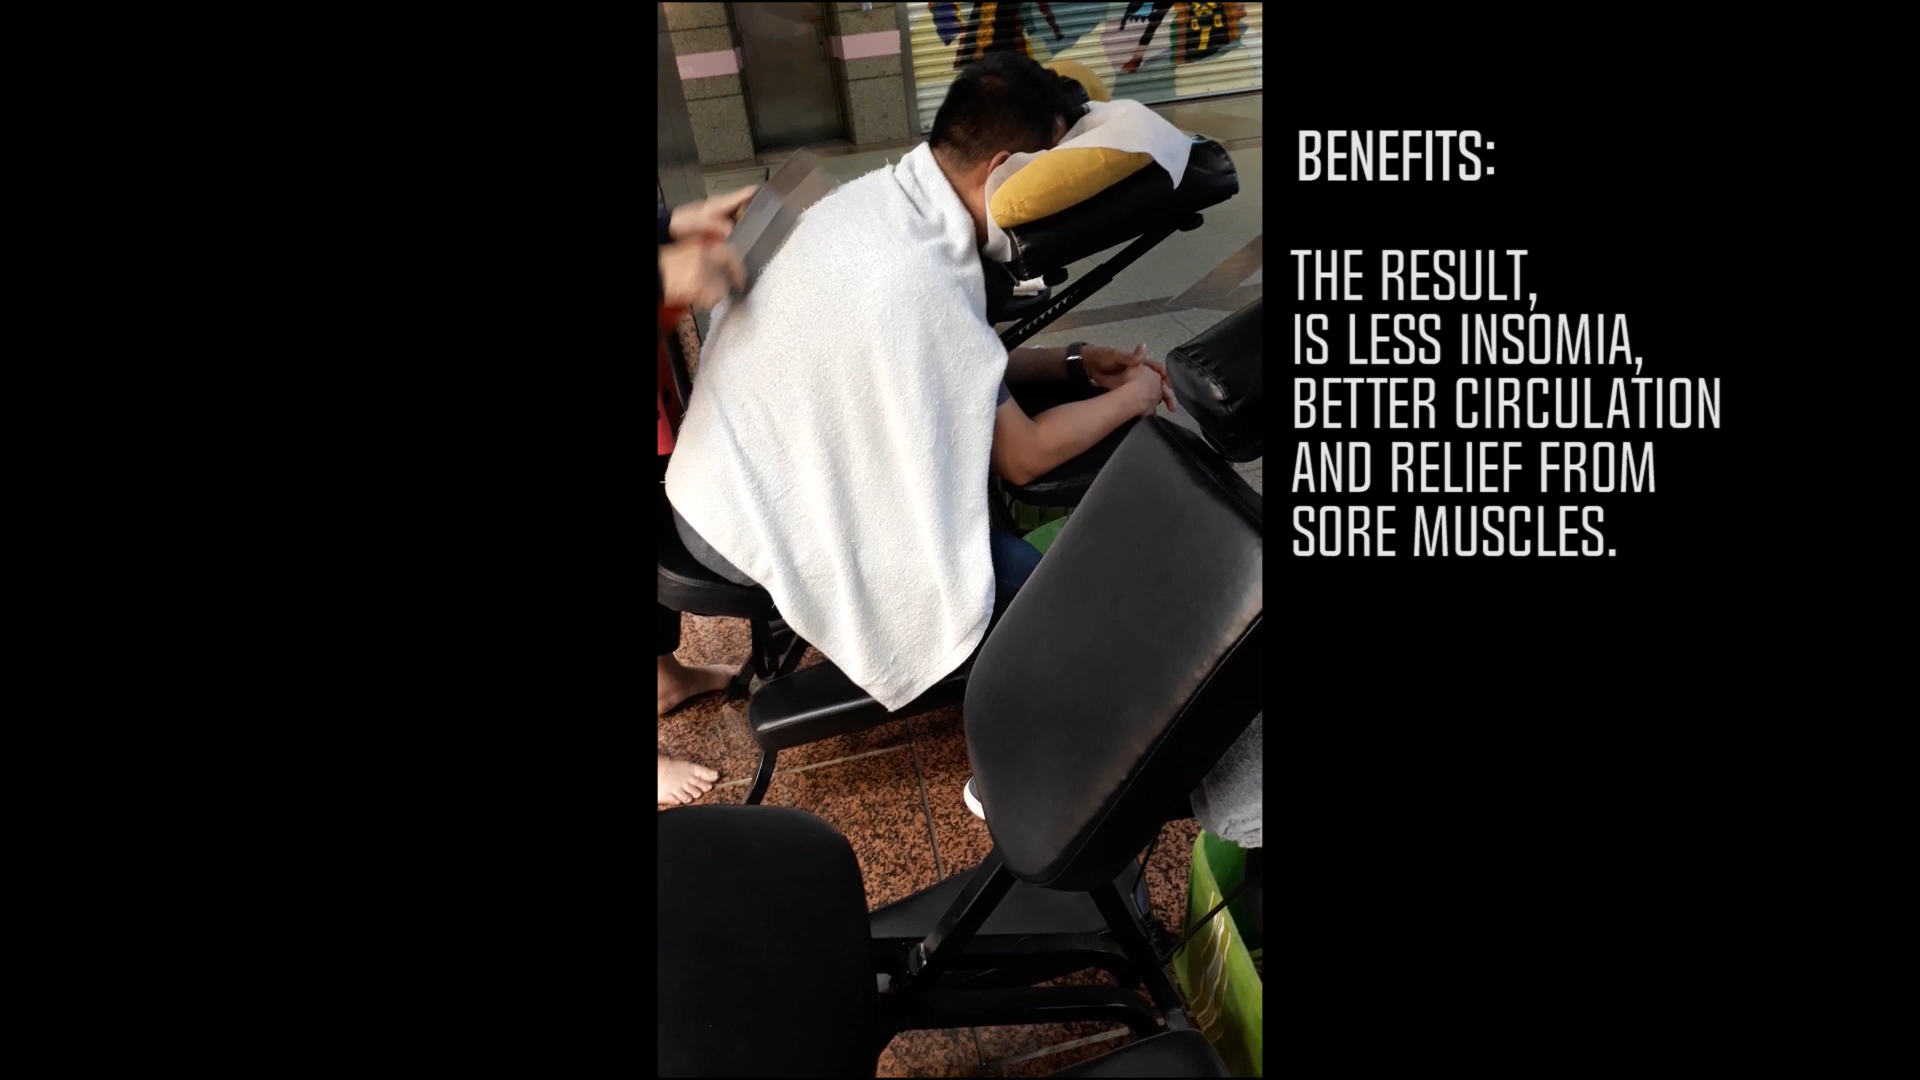 BENEFITS:
THE RESULT,
IS LESS INSOMIA,
BETTER CIRCULATION
AND RELIEF FROM
SORE MUSCLES.